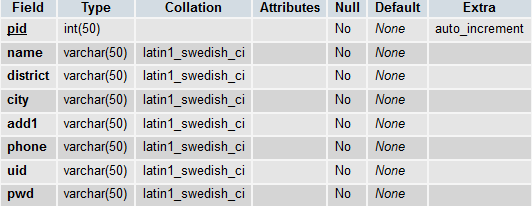 Field Type Collation Attributes Null Default Extra
pid int(50) No None auto_increment
name varchar(50) latin1_swedish_ci No None
district varchar(50) latin1_swedish_ci No None
city varchar(50) latin1_swedish_ci No None
add1 varchar(50) latin1_swedish_ci No None
phone varchar(50) latin1_swedish_ci No None
uid varchar(50) latin1_swedish_ci No None
pwd varchar(50) latin1_swedish_ci No None